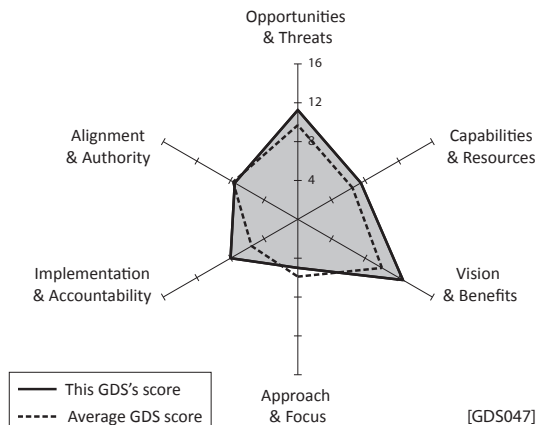 Opportunities
& Threats
16
12
8
4
Alignment
& Authority
Capabilities
& Resources
Implementation
& Accountability
Vision
& Benefits
Approach
& Focus
This GDS's score
Average GDS score
[GDS047]